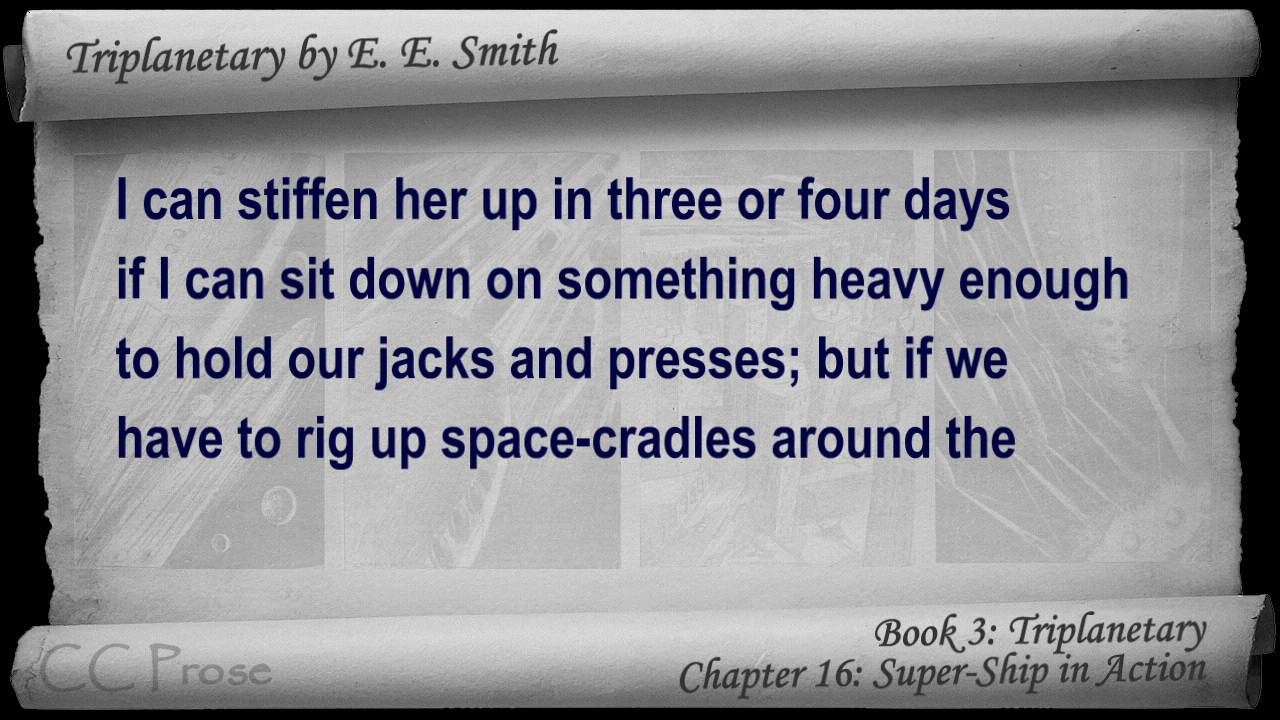 Triplanetary by E. E. Smith
I can stiffen her up in three or four days
if I can sit down on something heavy enough
to hold our jacks and presses; but if we
have to rig up space-cradles around the
Book 3: Triplanetary
Chapter 16: Super-Ship in Action
CC Prose